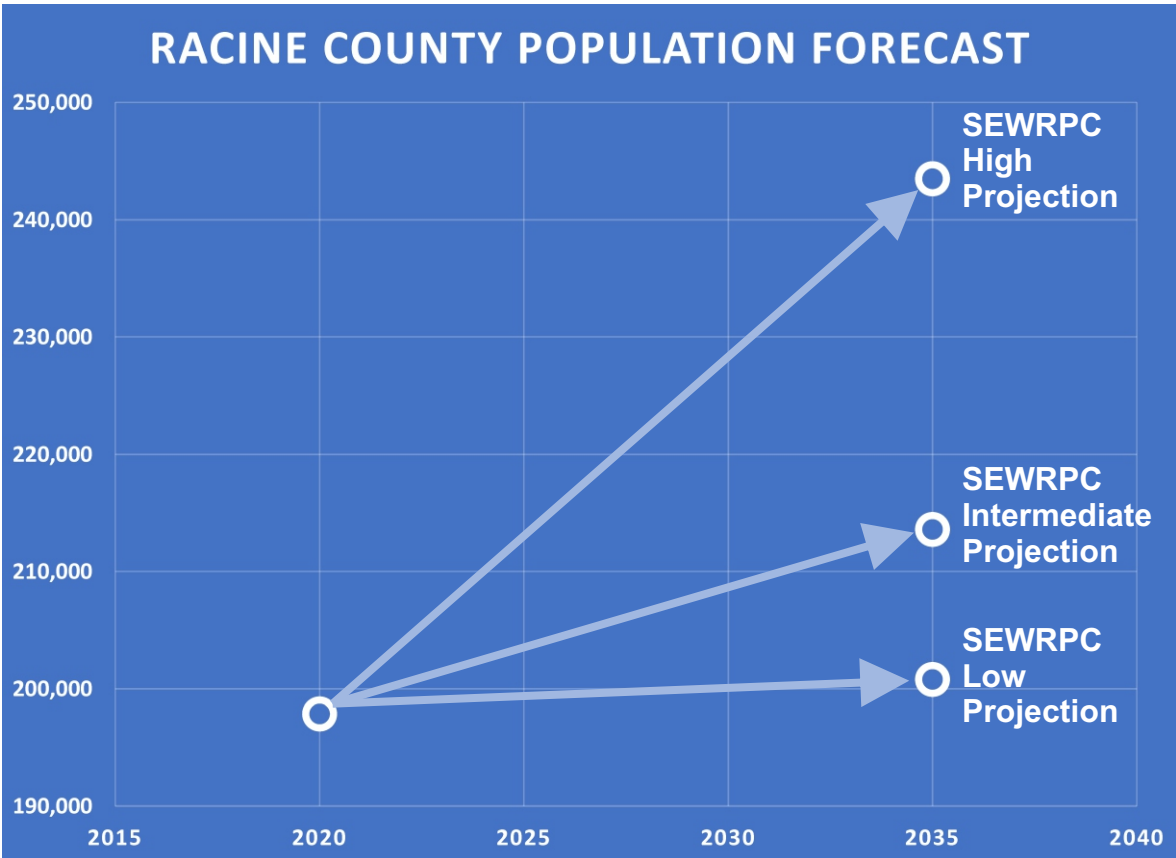 RACINE COUNTY POPULATION FORECAST
250,000
SEWRPC
High
Projection
240,000
230,000
220,000
SEWRPC
Intermediate
Projection
210,000
SEWRPC
Low
Projection
200,000
190,000
2015 2020 2025 2030 2035 2040